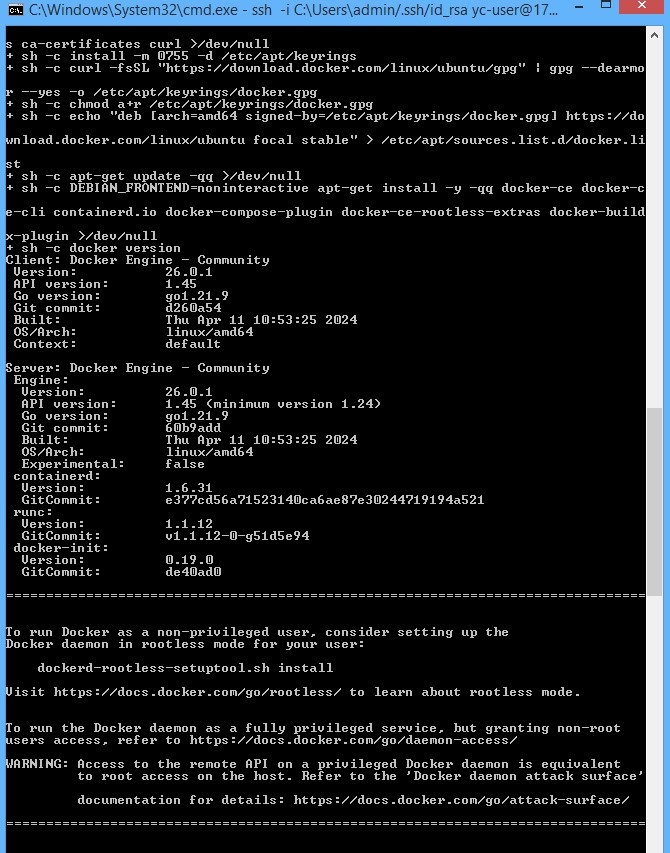 C:\Windows\System32\cmd.exe - ssh -i C:\Users\admin/.ssh/id_rsa yc-user@17...
s ca-certificates curl >/dev/null
+ sh -c install -m 0755 -d /etc/apt/keyrings
+ sh -c curl -fsSL "https://download.docker.com/linux/ubuntu/gpg" | gpg --dearmo
r --yes -o /etc/apt/keyrings/docker.gpg
+ sh -c chmod a+r /etc/apt/keyrings/docker.gpg
+ sh -c echo "deb [arch=amd64 signed-by=/etc/apt/keyrings/docker.gpg] https://do
wnload.docker.com/linux/ubuntu focal stable" > /etc/apt/sources.list.d/docker.li
st
+ sh -c apt-get update -qq >/dev/null
+ sh -c DEBIAN_FRONTEND=noninteractive apt-get install -y -qq docker-ce docker-c
e-cli containerd.io docker-compose-plugin docker-ce-rootless-extras docker-build
x-plugin >/dev/null
+ sh -c docker version
Client: Docker Engine - Community
Version: 26.0.1
API version: 1.45
Go version: go1.21.9
Git commit: d260a54
Built: Thu Apr 11 10:53:25 2024
OS/Arch: linux/amd64
Context: default
Server: Docker Engine - Community
Engine:
Version: 26.0.1
API version: 1.45 (minimum version 1.24)
Go version: go1.21.9
Git commit: 60b9add
Built: Thu Apr 11 10:53:25 2024
OS/Arch: linux/amd64
Experimental: false
containerd:
Version: 1.6.31
GitCommit: e377cd56a71523140ca6ae87e30244719194a521
runc:
Version: 1.1.12
GitCommit: v1.1.12-0-g51d5e94
docker-init:
Version: 0.19.0
GitCommit: de40ad0
================================================================================
To run Docker as a non-privileged user, consider setting up the
Docker daemon in rootless mode for your user:
dockerd-rootless-setuptool.sh install
Visit https://docs.docker.com/go/rootless/ to learn about rootless mode.
To run the Docker daemon as a fully privileged service, but granting non-root
users access, refer to https://docs.docker.com/go/daemon-access/
WARNING: Access to the remote API on a privileged Docker daemon is equivalent
to root access on the host. Refer to the 'Docker daemon attack surface'
documentation for details: https://docs.docker.com/go/attack-surface/
================================================================================